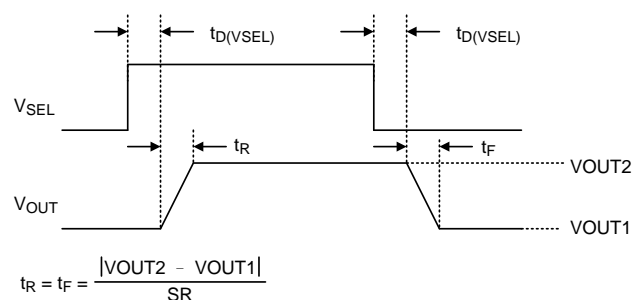 tD(VSEL) tD(VSEL)
VSEL
tR tF
VOUT2
VOUT
VOUT1
tR = tF = |VOUT2 - VOUT1| / SR